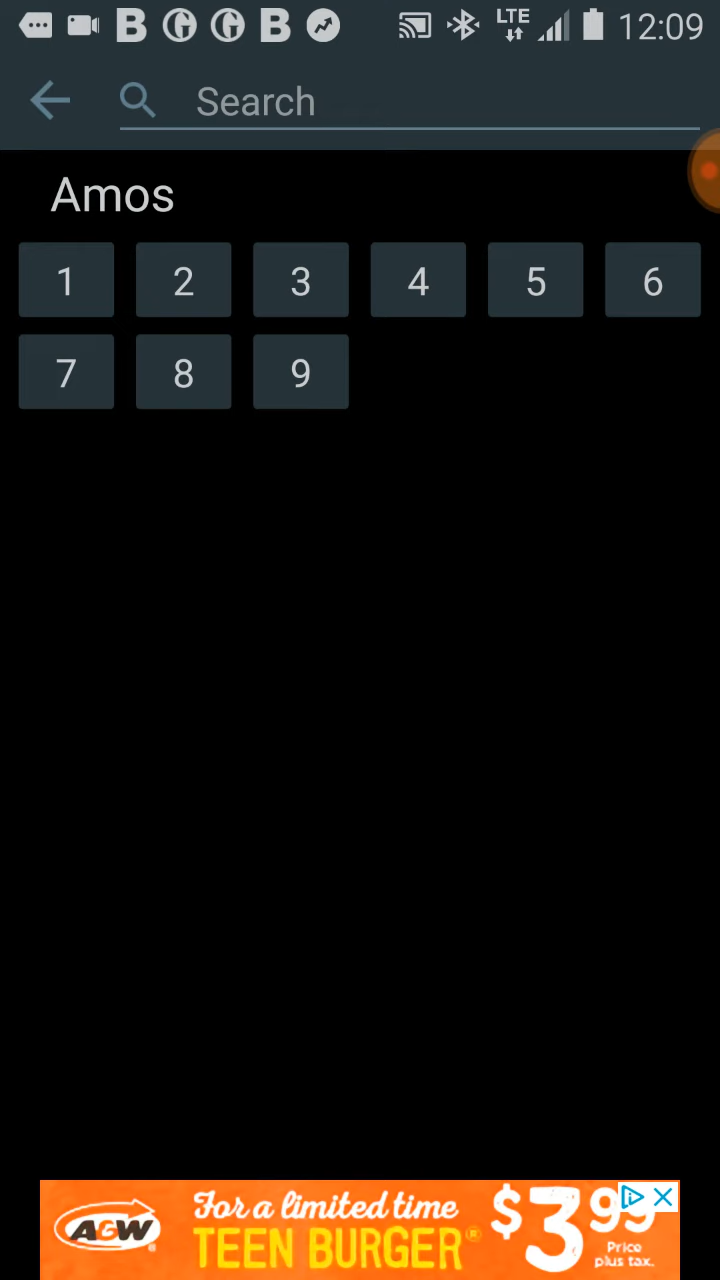 B B LTE 12:09
Search
Amos
1 2 3 4 5 6
7 8 9
A&W For a limited time $3.99
TEEN BURGER® Price
plus tax.